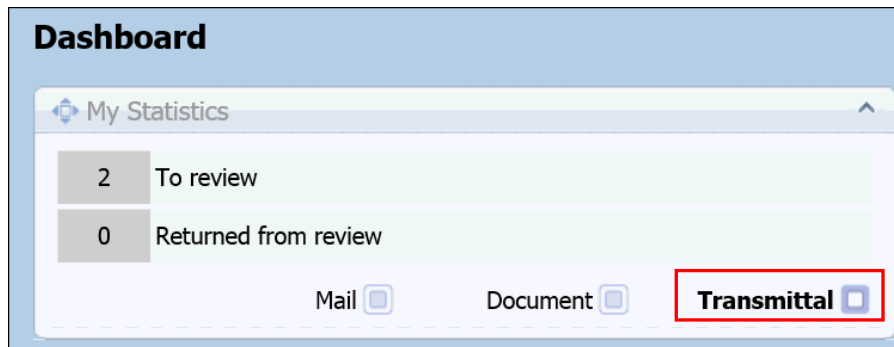 Dashboard
My Statistics
2 To review
0 Returned from review
Mail Document Transmittal